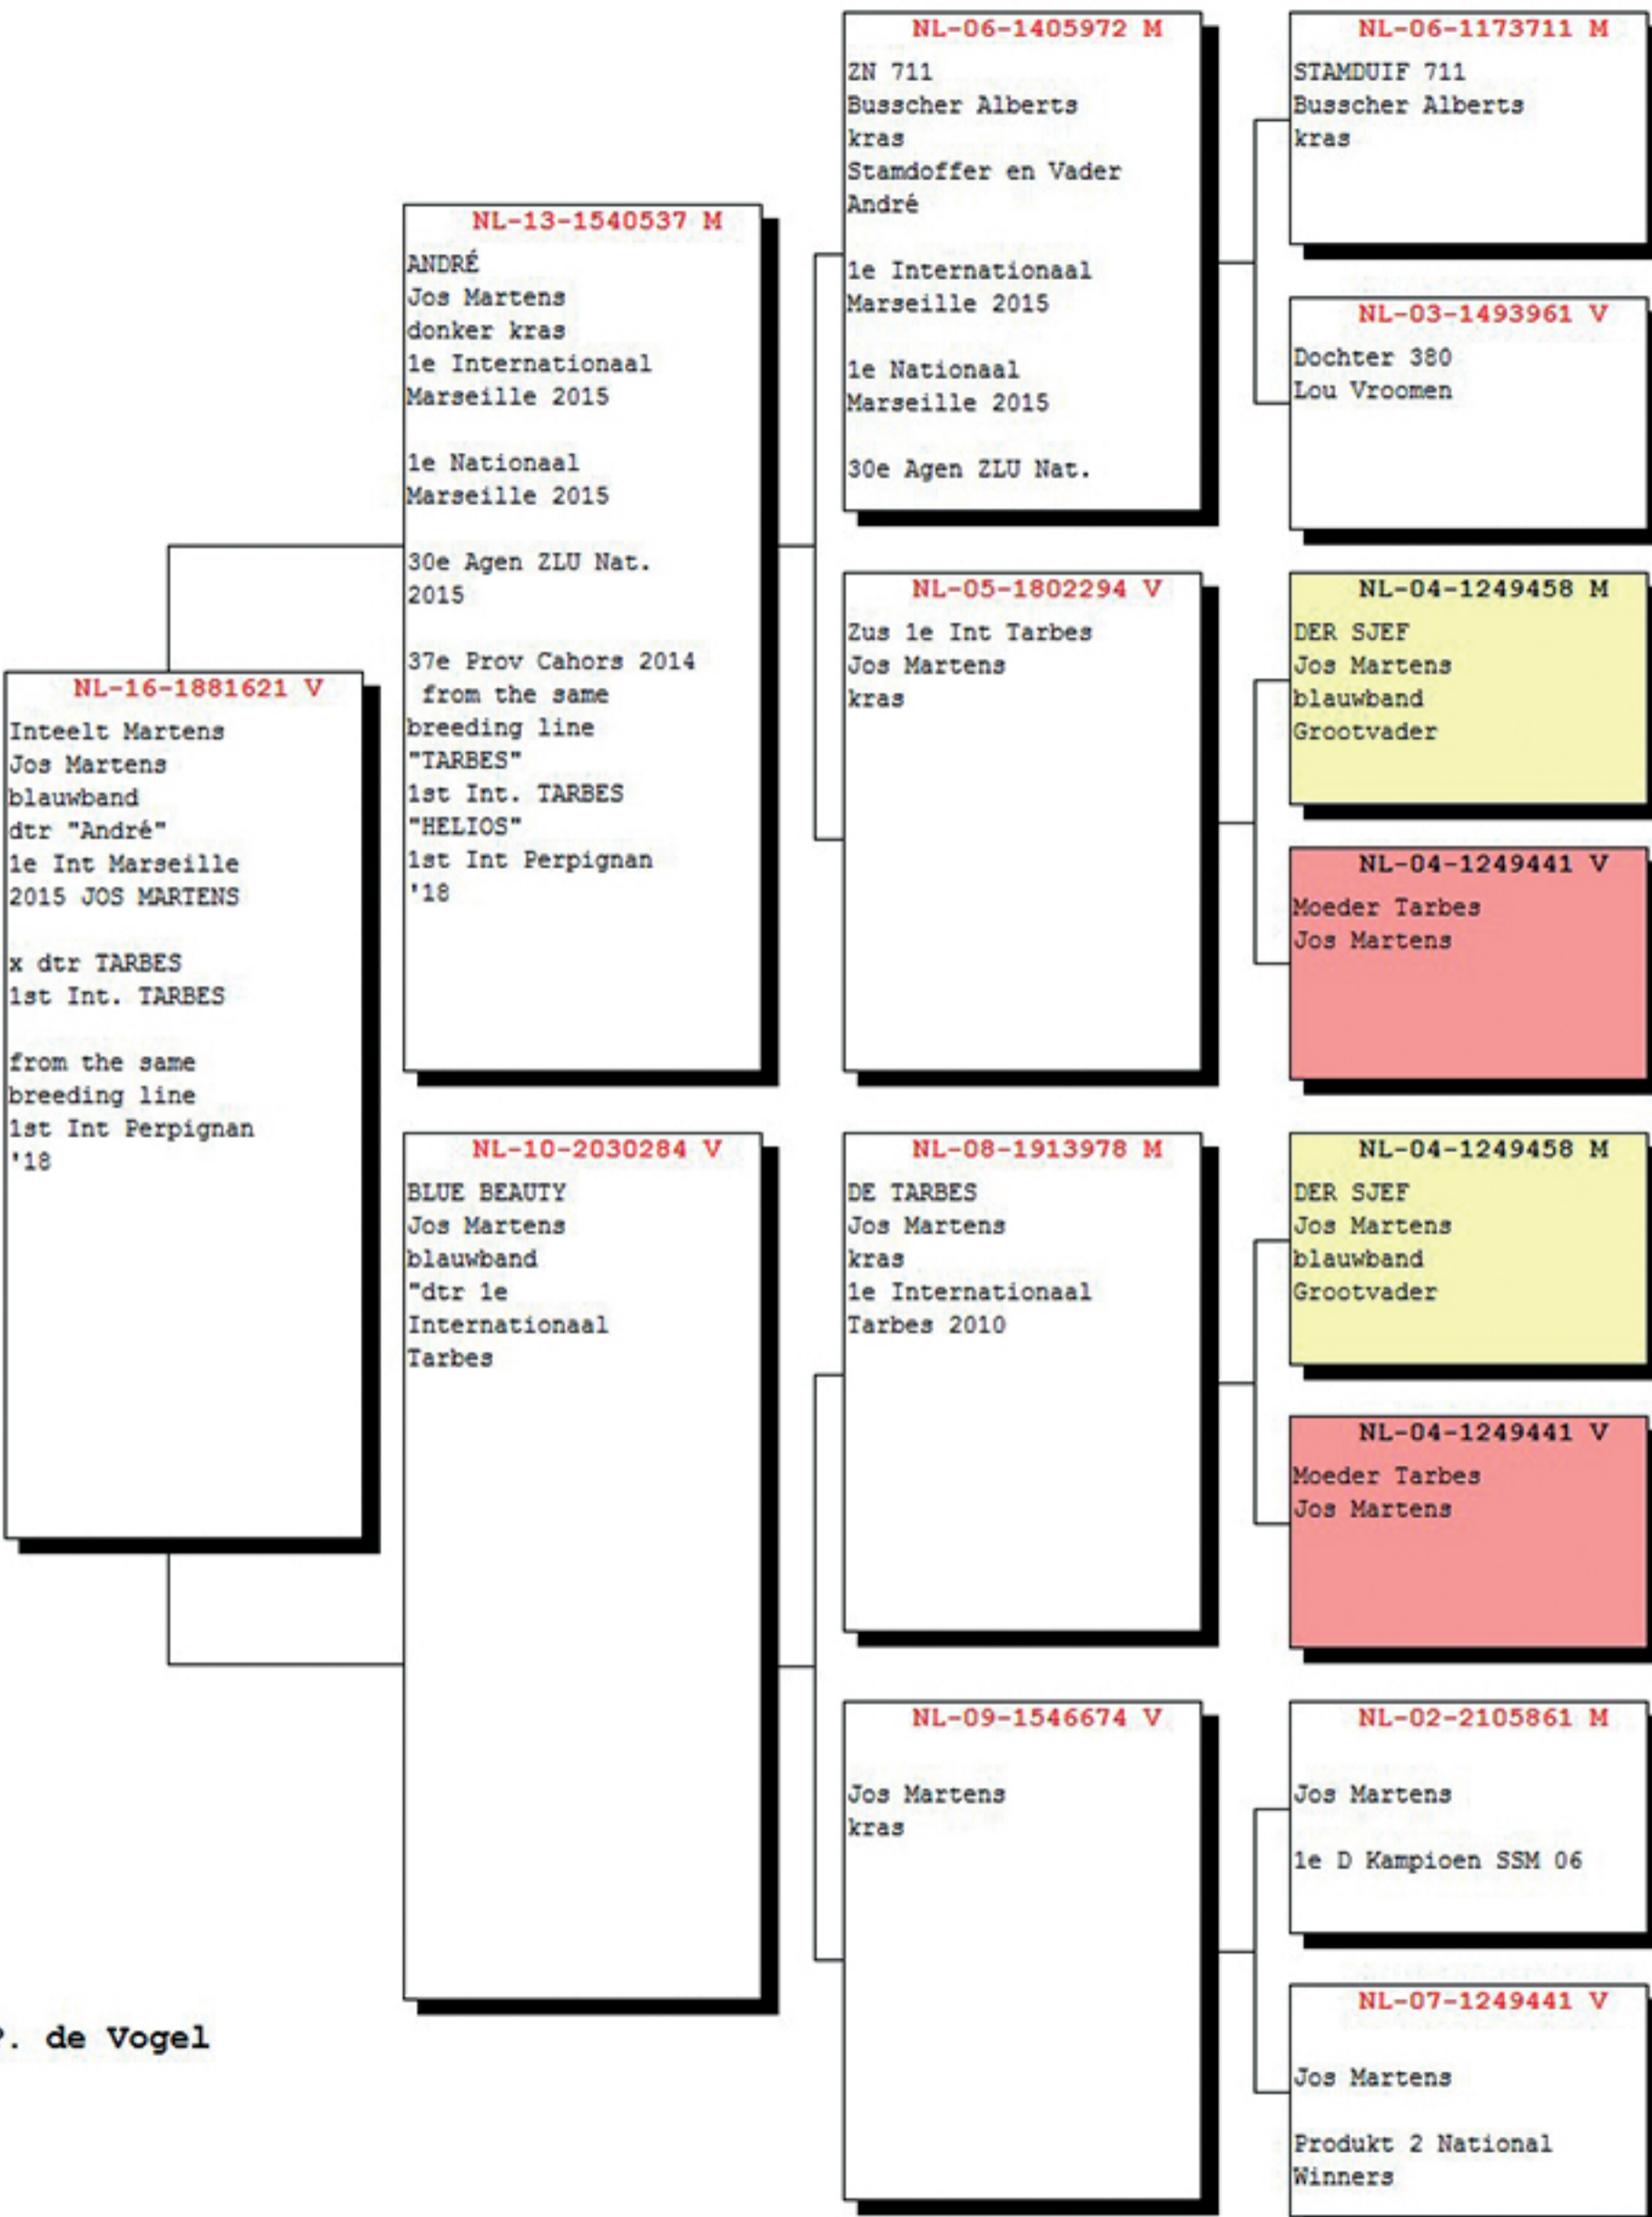 NL-16-1881621 V
Inteelt Martens
Jos Martens
blauwband
dtr "André"
1e Int Marseille
2015 JOS MARTENS
x dtr TARBES
1st Int. TARBES
from the same
breeding line
1st Int Perpignan
'18
NL-13-1540537 M
ANDRÉ
Jos Martens
donker kras
1e Internationaal
Marseille 2015
1e Nationaal
Marseille 2015
30e Agen ZLU Nat.
2015
37e Prov Cahors 2014
from the same
breeding line
"TARBES"
1st Int. TARBES
"HELIOS"
1st Int Perpignan
'18
NL-10-2030284 V
BLUE BEAUTY
Jos Martens
blauwband
"dtr 1e
Internationaal
Tarbes
NL-06-1405972 M
ZN 711
Busscher Alberts
kras
Stamdoffer en Vader
André
1e Internationaal
Marseille 2015
1e Nationaal
Marseille 2015
30e Agen ZLU Nat.
NL-05-1802294 V
Zus 1e Int Tarbes
Jos Martens
kras
NL-08-1913978 M
DE TARBES
Jos Martens
kras
1e Internationaal
Tarbes 2010
NL-09-1546674 V
Jos Martens
kras
NL-06-1173711 M
STAMDUIF 711
Busscher Alberts
kras
NL-03-1493961 V
Dochter 380
Lou Vroomen
NL-04-1249458 M
DER SJEF
Jos Martens
blauwband
Grootvader
NL-04-1249441 V
Moeder Tarbes
Jos Martens
NL-04-1249458 M
DER SJEF
Jos Martens
blauwband
Grootvader
NL-04-1249441 V
Moeder Tarbes
Jos Martens
NL-02-2105861 M
Jos Martens
1e D Kampioen SSM 06
NL-07-1249441 V
Jos Martens
Produkt 2 National
Winners
de Vogel